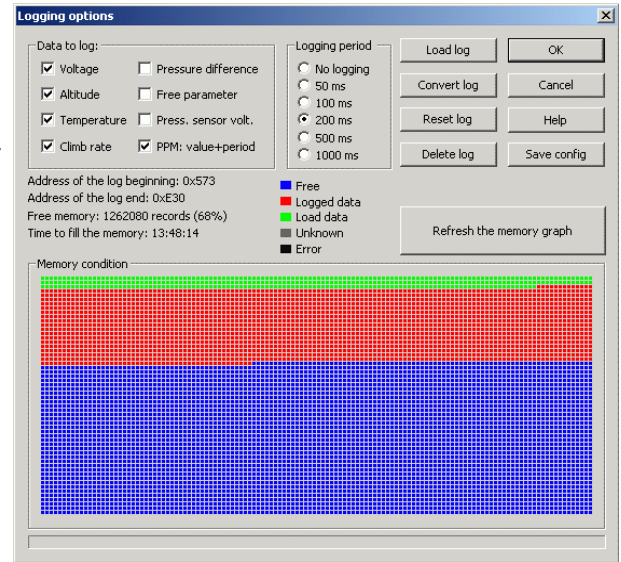 Logging options
Data to log:
Voltage
Pressure difference
Altitude
Free parameter
Temperature
Press. sensor volt.
Climb rate
PPM: value+period
Logging period
No logging
50 ms
100 ms
200 ms
500 ms
1000 ms
Load log
OK
Convert log
Cancel
Reset log
Help
Delete log
Save config
Address of the log beginning: 0x573
Address of the log end: 0xE30
Free memory: 1262080 records (68%)
Time to fill the memory: 13:48:14
Free
Logged data
Load data
Unknown
Error
Refresh the memory graph
Memory condition